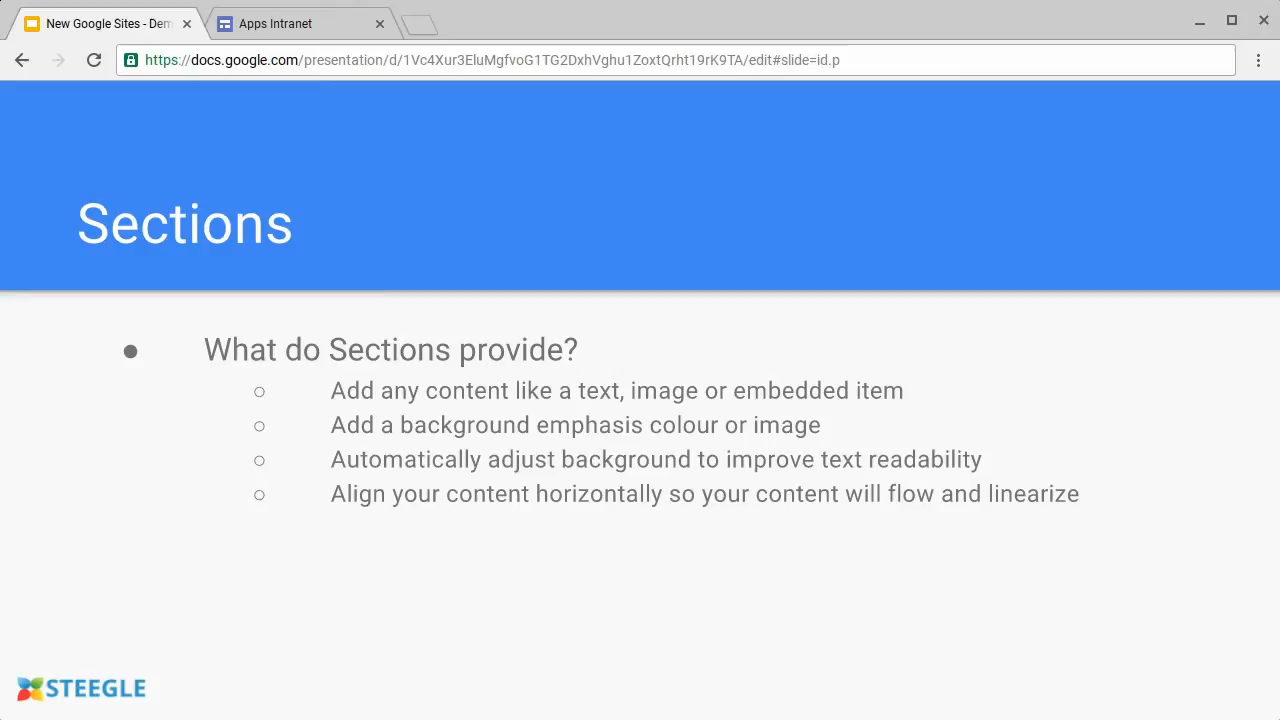 New Google Sites - Dem
Apps Intranet
https://docs.google.com/presentation/d/1Vc4Xur3EluMgfvoG1TG2DxhVghu1ZoxtQrht19rK9TA/edit#slide=id.p
Sections
● What do Sections provide?
○ Add any content like a text, image or embedded item
○ Add a background emphasis colour or image
○ Automatically adjust background to improve text readability
○ Align your content horizontally so your content will flow and linearize
STEEGLE